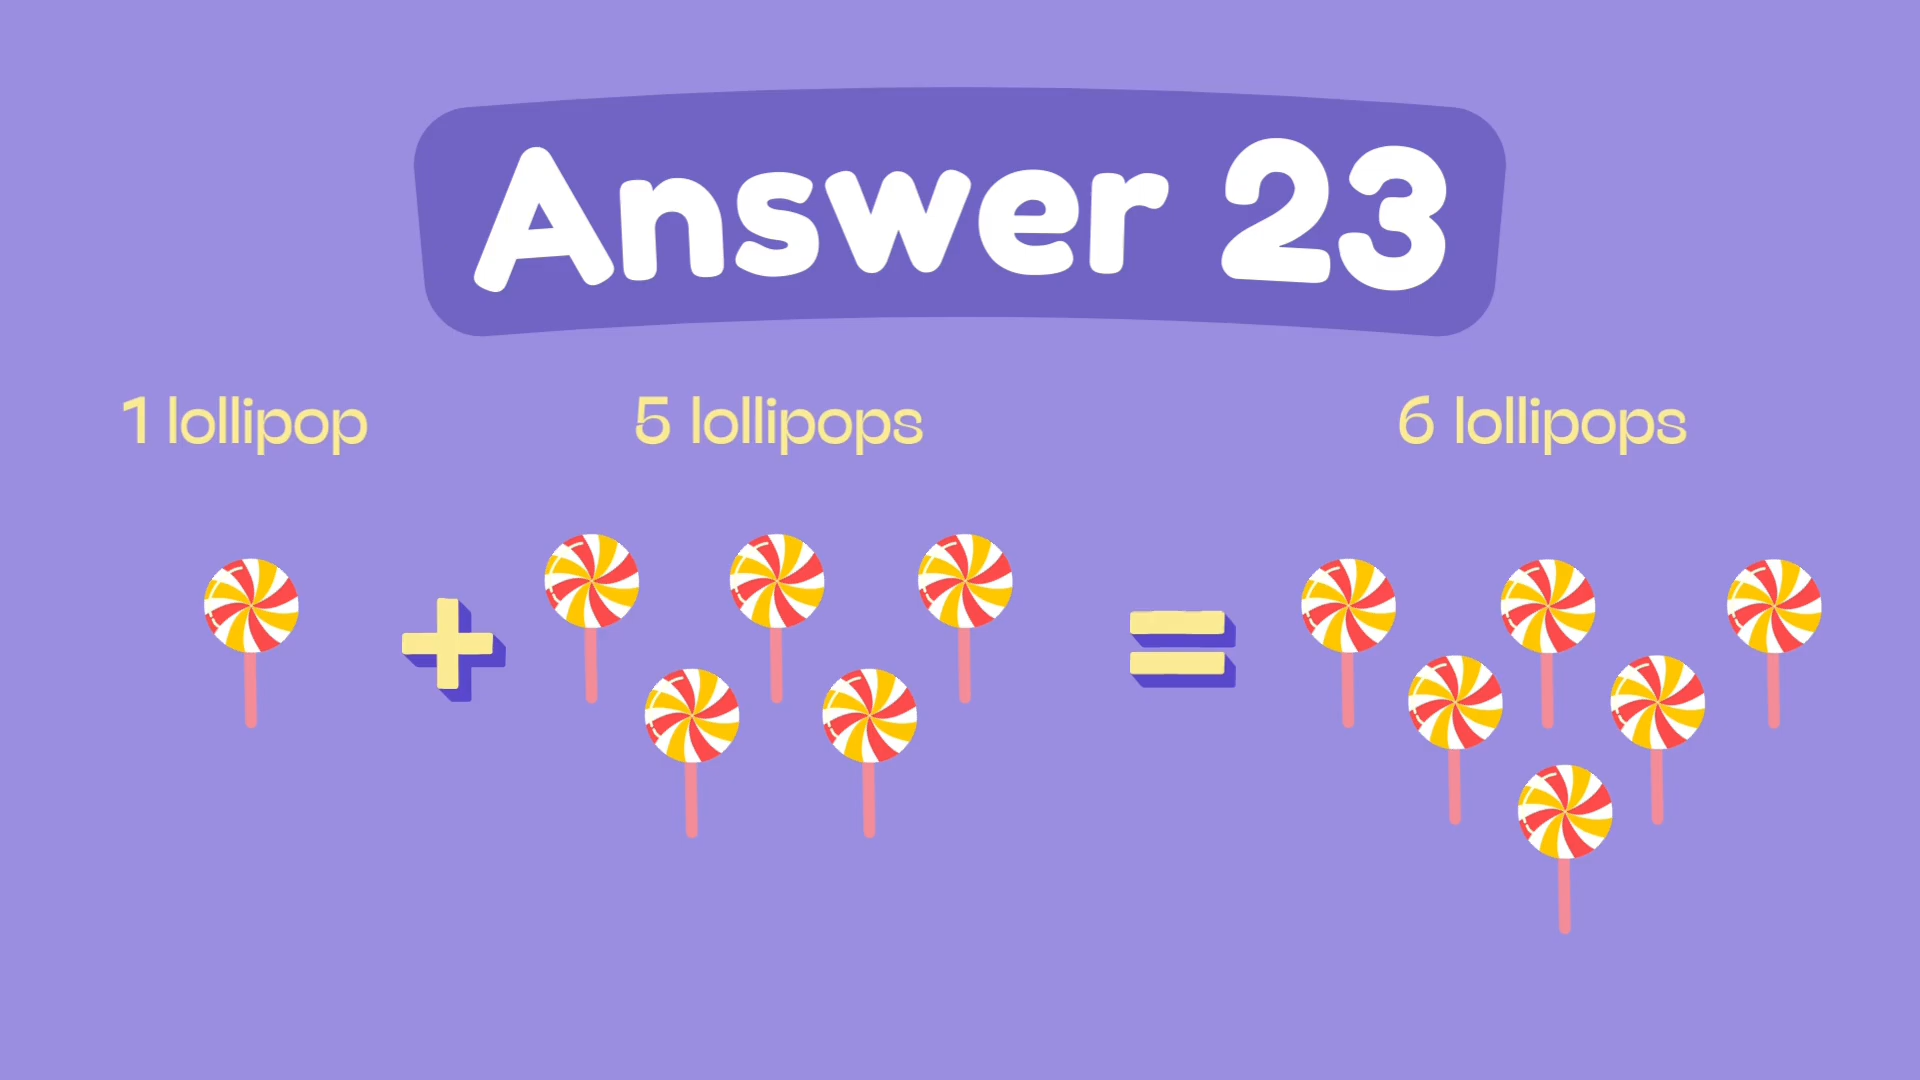 Answer 23
1 lollipop
5 lollipops
6 lollipops
+
=